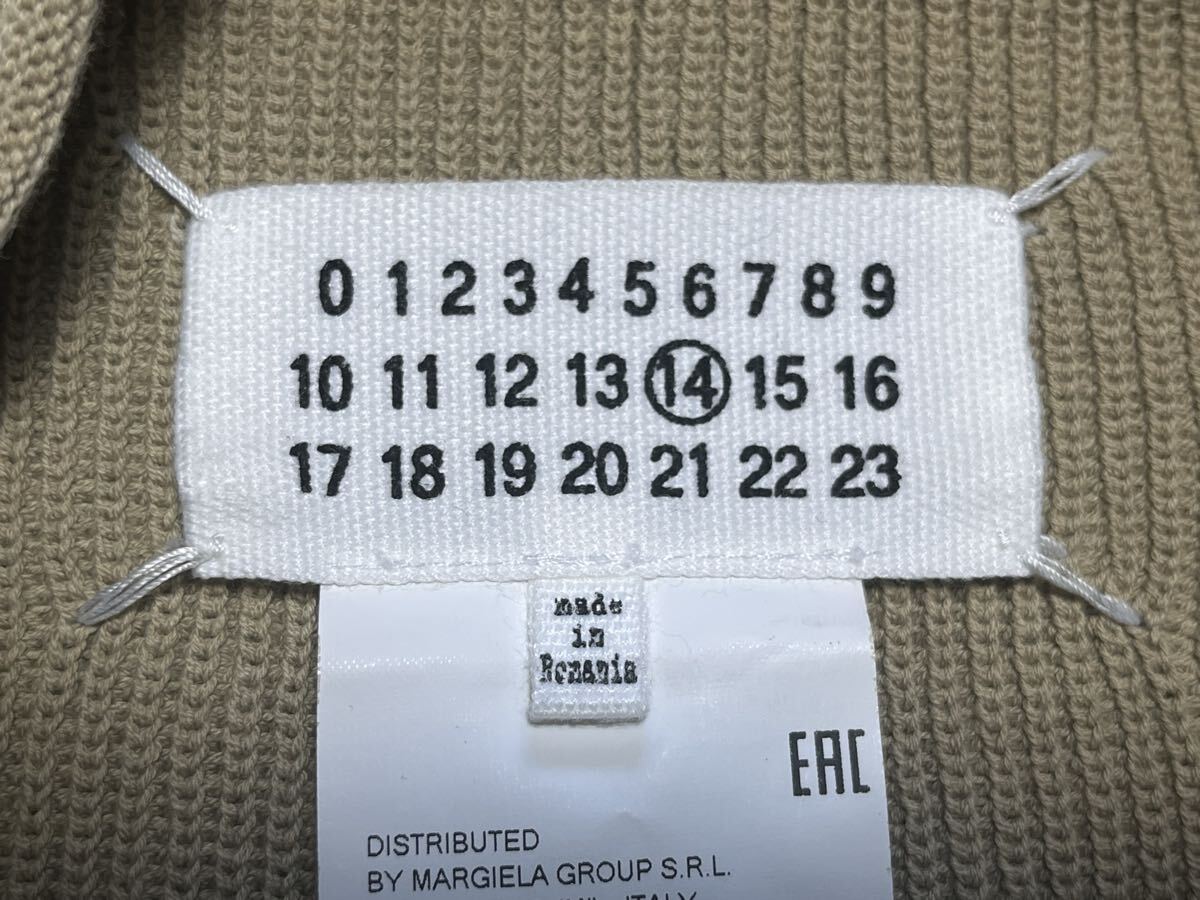 0 1 2 3 4 5 6 7 8 9
10 11 12 13 14 15 16
17 18 19 20 21 22 23
made
in
Romania
EAC
DISTRIBUTED
BY MARGIELA GROUP S.R.L.
ITALY